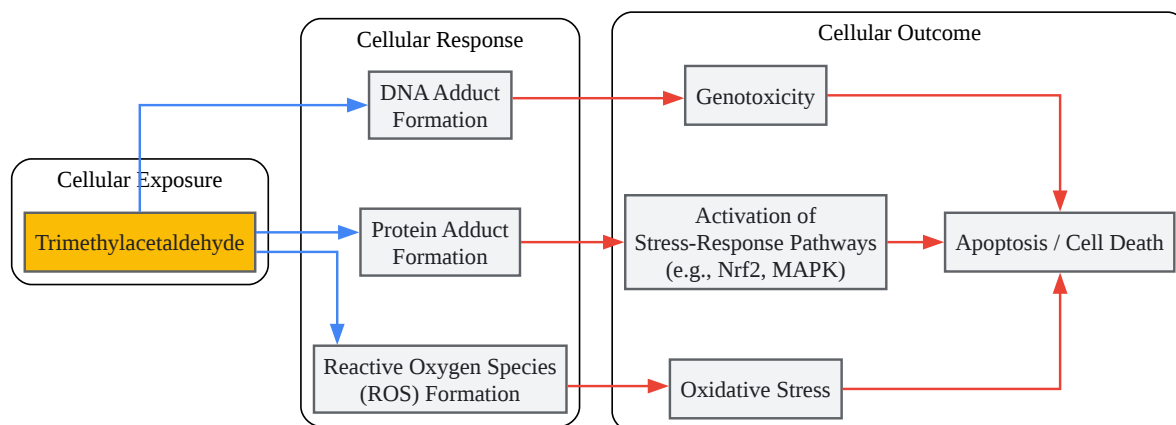 Cellular Exposure
Trimethylacetaldehyde
Cellular Response
DNA Adduct
Formation
Protein Adduct
Formation
Reactive Oxygen Species
(ROS) Formation
Cellular Outcome
Genotoxicity
Activation of
Stress-Response Pathways
(e.g., Nrf2, MAPK)
Oxidative Stress
Apoptosis / Cell Death